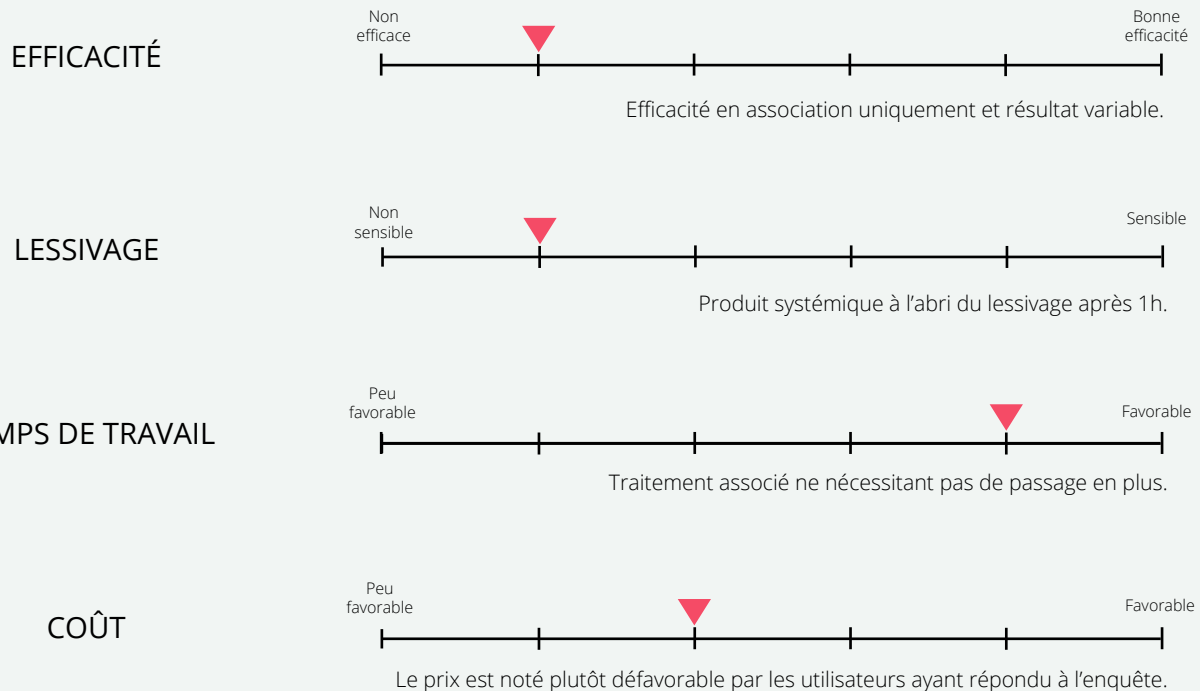 Non
efficace
Bonne
efficacité
EFFICACITÉ
Efficacité en association uniquement et résultat variable.
Non
sensible
Sensible
LESSIVAGE
Produit systémique à l’abri du lessivage après 1h.
Peu
favorable
Favorable
MPS DE TRAVAIL
Traitement associé ne nécessitant pas de passage en plus.
Peu
favorable
Favorable
COÛT
Le prix est noté plutôt défavorable par les utilisateurs ayant répondu à l’enquête.